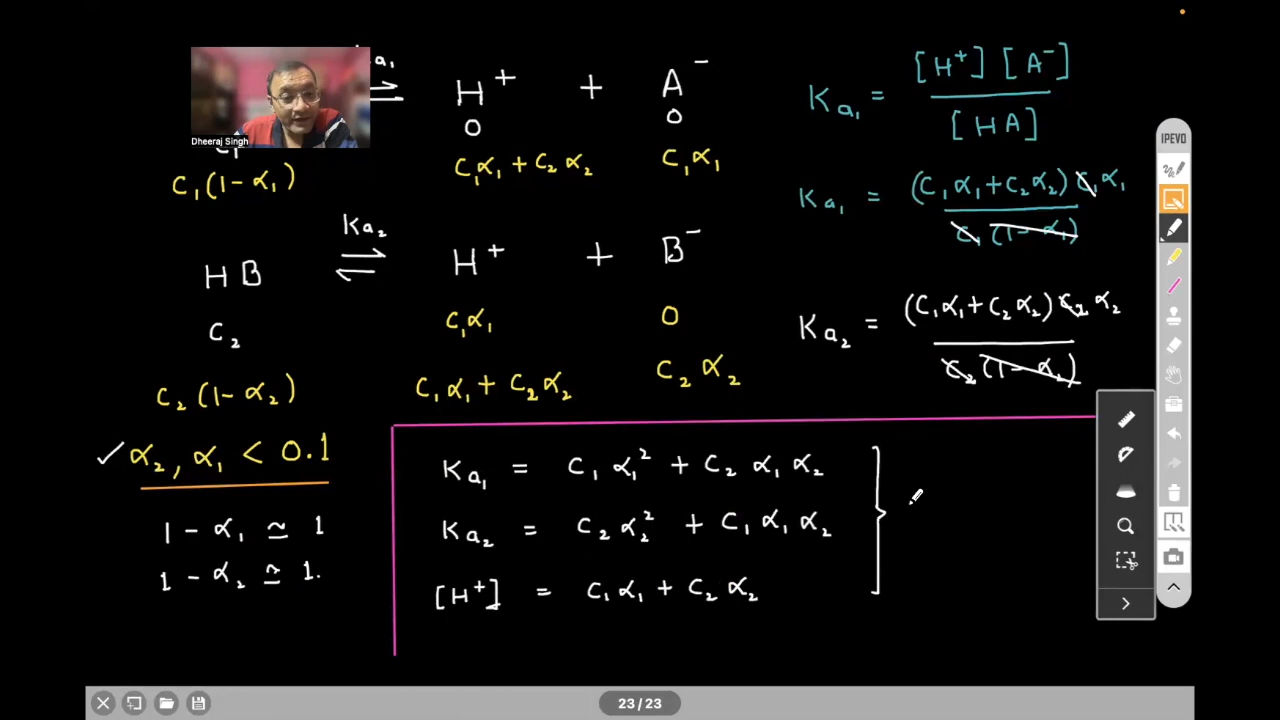 a₁
H⁺ + A⁻
0 0
C₁
C₁(1-α₁) C₁α₁ + C₂α₂ C₁α₁
Dheeraj Singh
Ka₂
HB ⇌ H⁺ + B⁻
C₂ C₁α₁ 0
C₂(1-α₂) C₁α₁ + C₂α₂ C₂α₂
✓ α₂, α₁ < 0.1
1 - α₁ ≃ 1
1 - α₂ ≃ 1.
Ka₁ = [H⁺] [A⁻] / [HA]
Ka₁ = (C₁α₁+C₂α₂) C₁α₁ / C₁(1-α₁)
Ka₂ = (C₁α₁+C₂α₂) C₂α₂ / C₂(1-α₂)
Ka₁ = C₁α₁² + C₂α₁α₂
Ka₂ = C₂α₂² + C₁α₁α₂
[H⁺] = C₁α₁ + C₂α₂
IPEVO
23/23